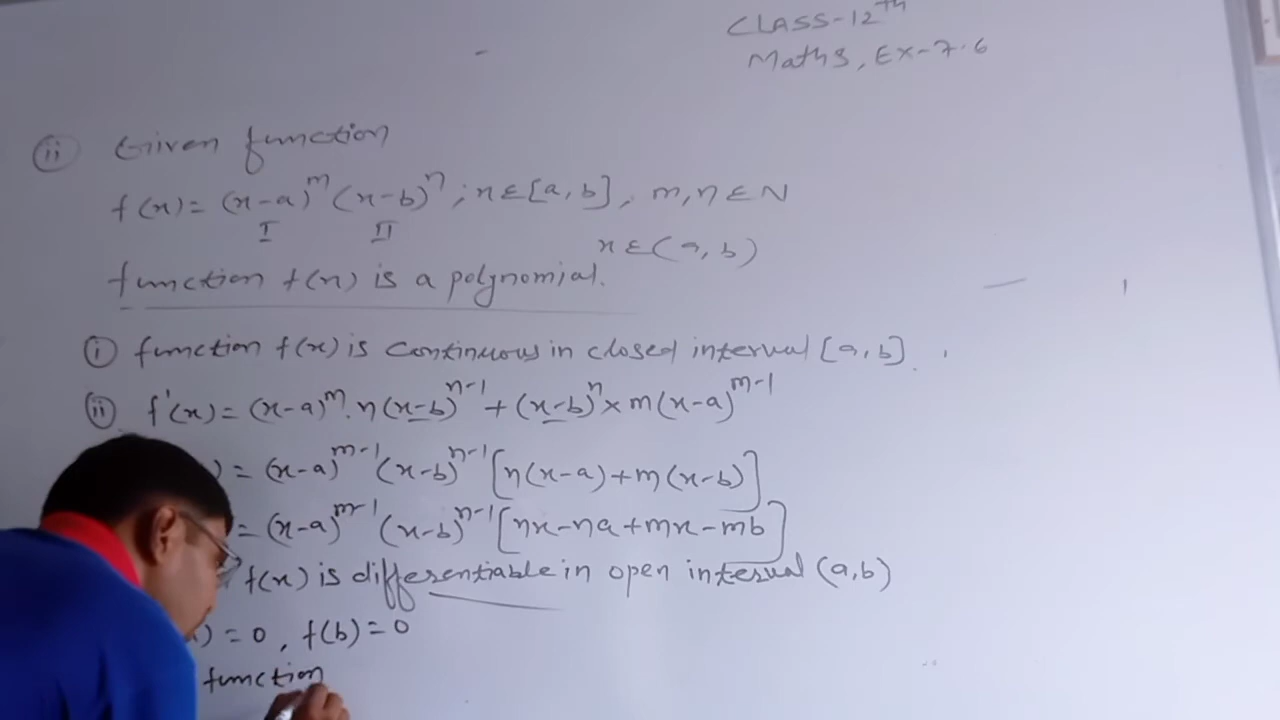 CLASS-12th
Maths, EX-7.6
(ii) Given function
f(x) = (x-a)^m (x-b)^n ; x ∈ [a, b], m, n ∈ N
I II
x ∈ (a, b)
function f(x) is a polynomial.
(i) function f(x) is continuous in closed interval [a, b].
(ii) f'(x) = (x-a)^m . n(x-b)^n-1 + (x-b)^n × m(x-a)^m-1
) = (x-a)^m-1 (x-b)^n-1 [n(x-a) + m(x-b)]
= (x-a)^m-1 (x-b)^n-1 [nx - na + mx - mb]
f(x) is differentiable in open interval (a, b)
) = 0, f(b) = 0
function